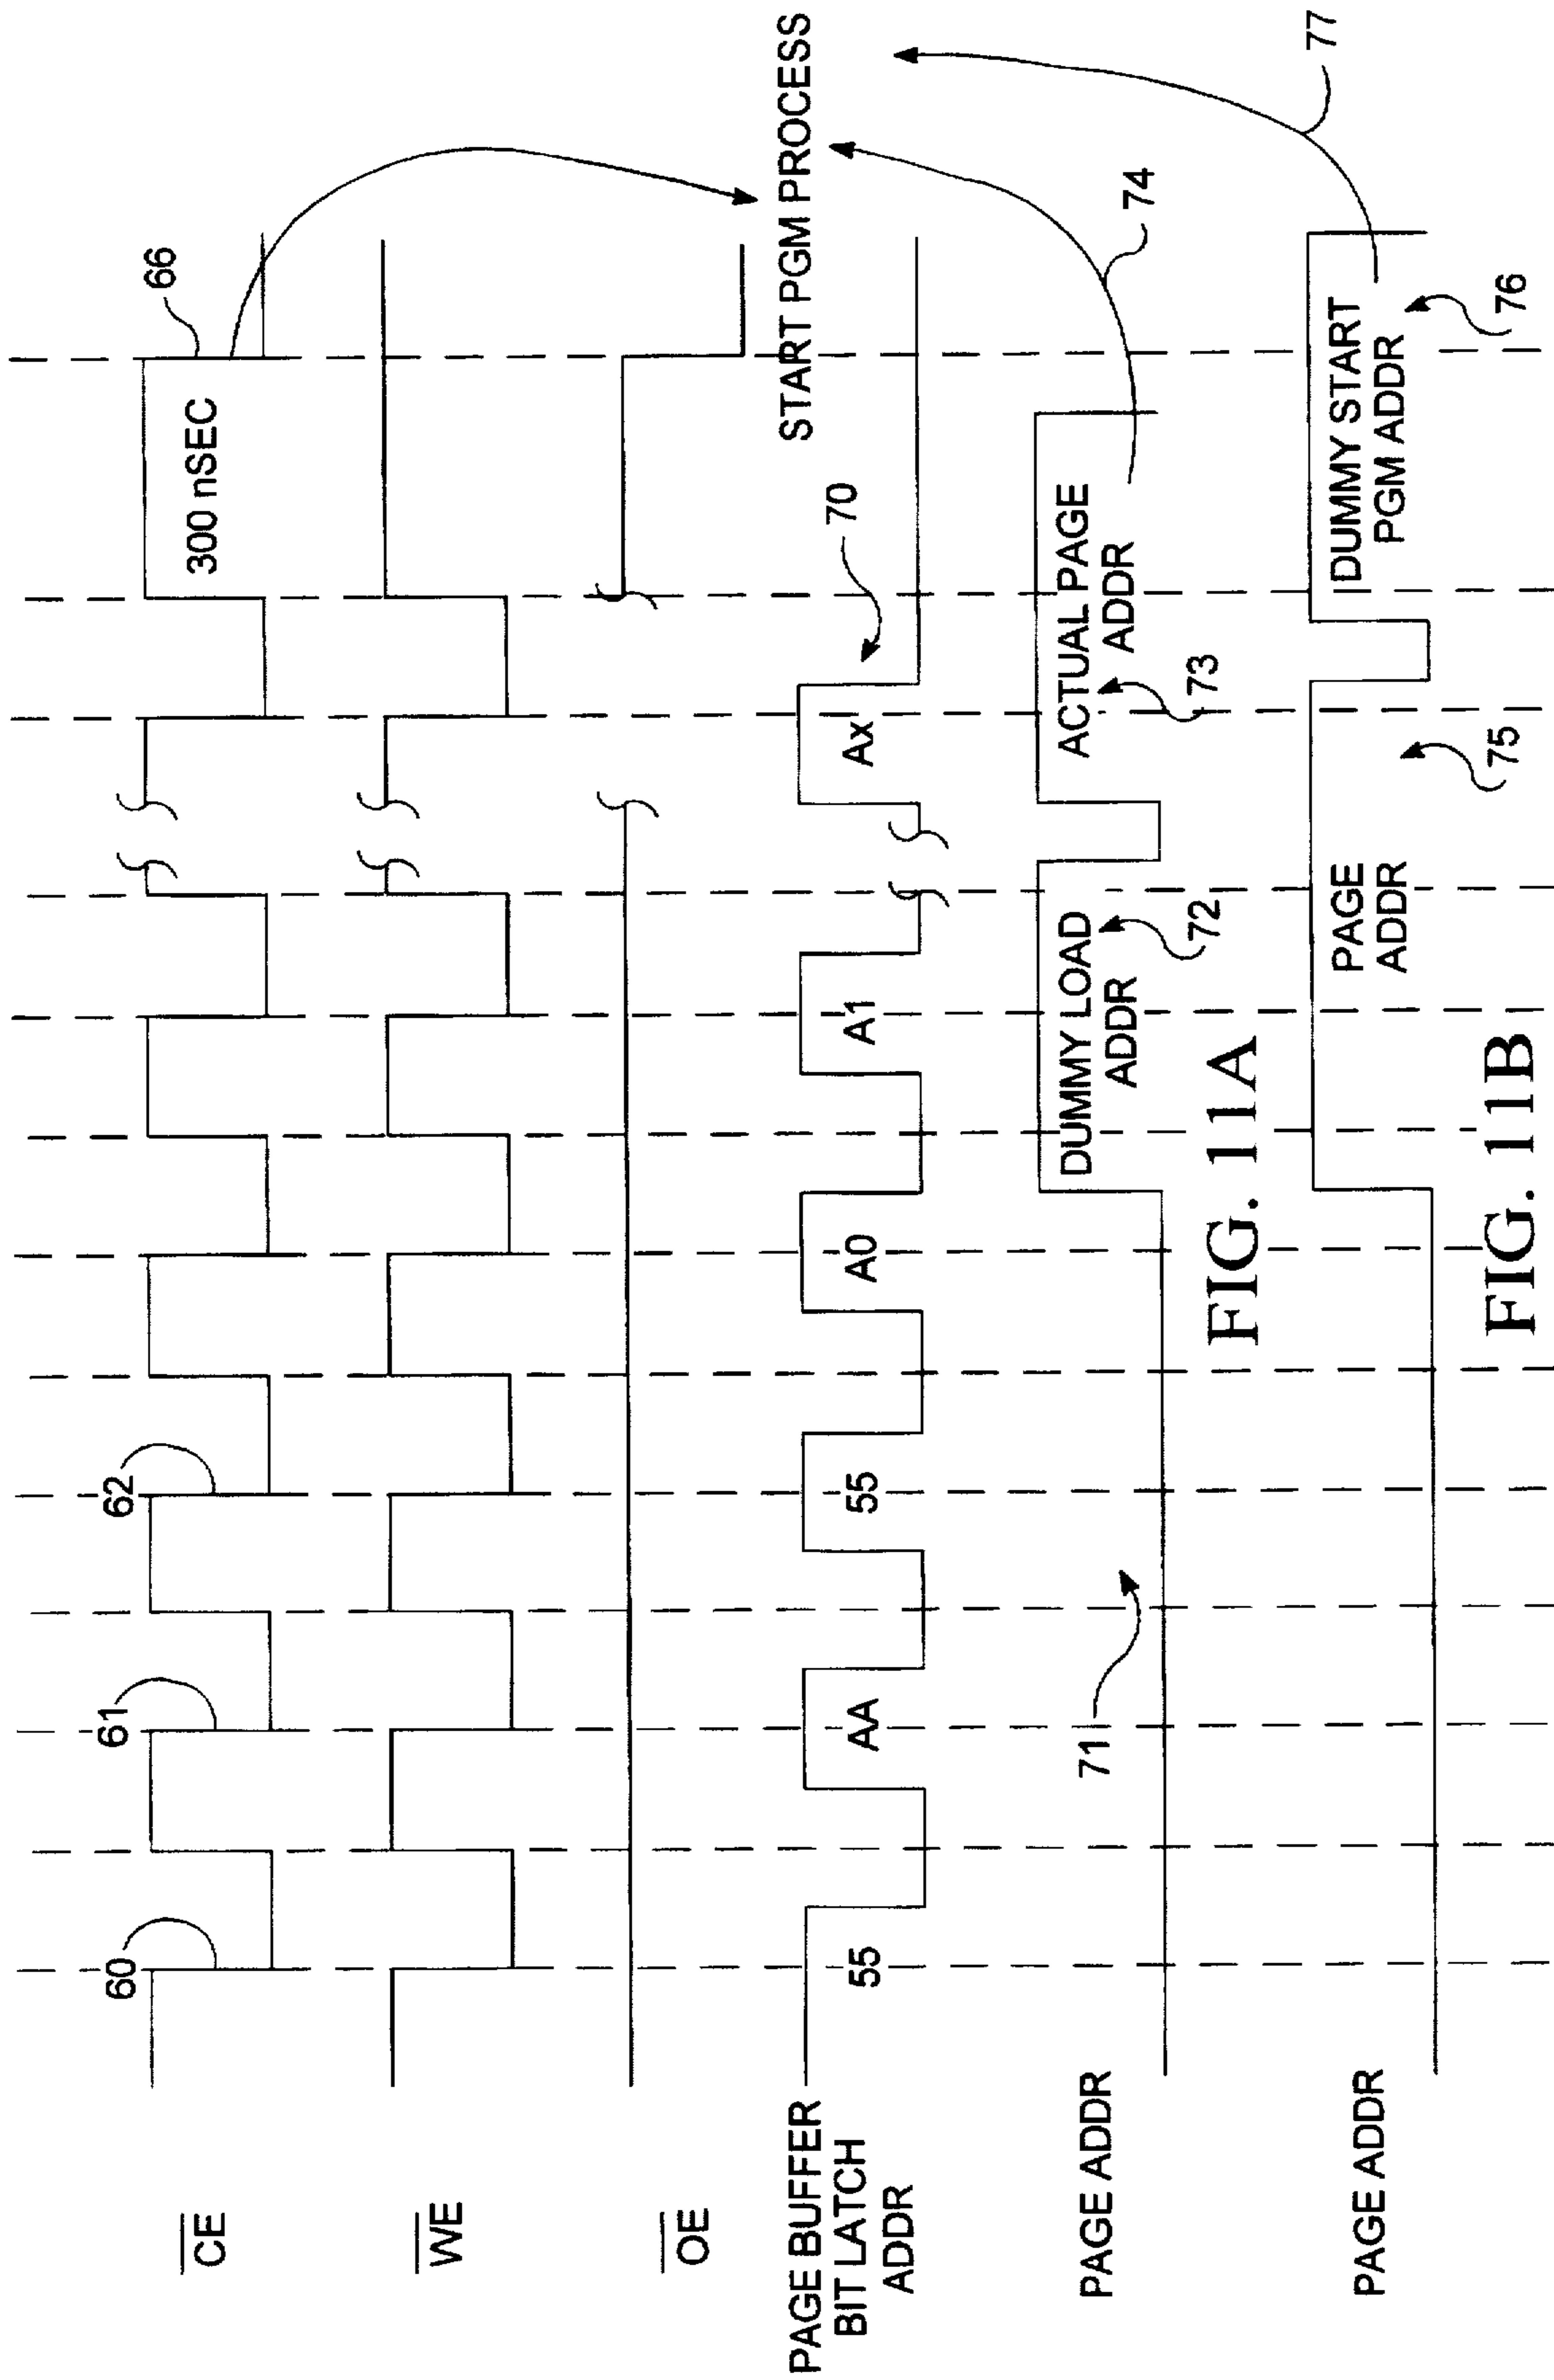 60
61
62
66
CE
300 nSEC
WE
OE
START PGM PROCESS
PAGE BUFFER
BIT LATCH
ADDR
55
AA
55
A0
A1
Ax
70
PAGE ADDR
71
DUMMY LOAD
ADDR
72
ACTUAL PAGE
ADDR
73
74
FIG. 11A
PAGE ADDR
PAGE
ADDR
75
DUMMY START
PGM ADDR
76
77
FIG. 11B